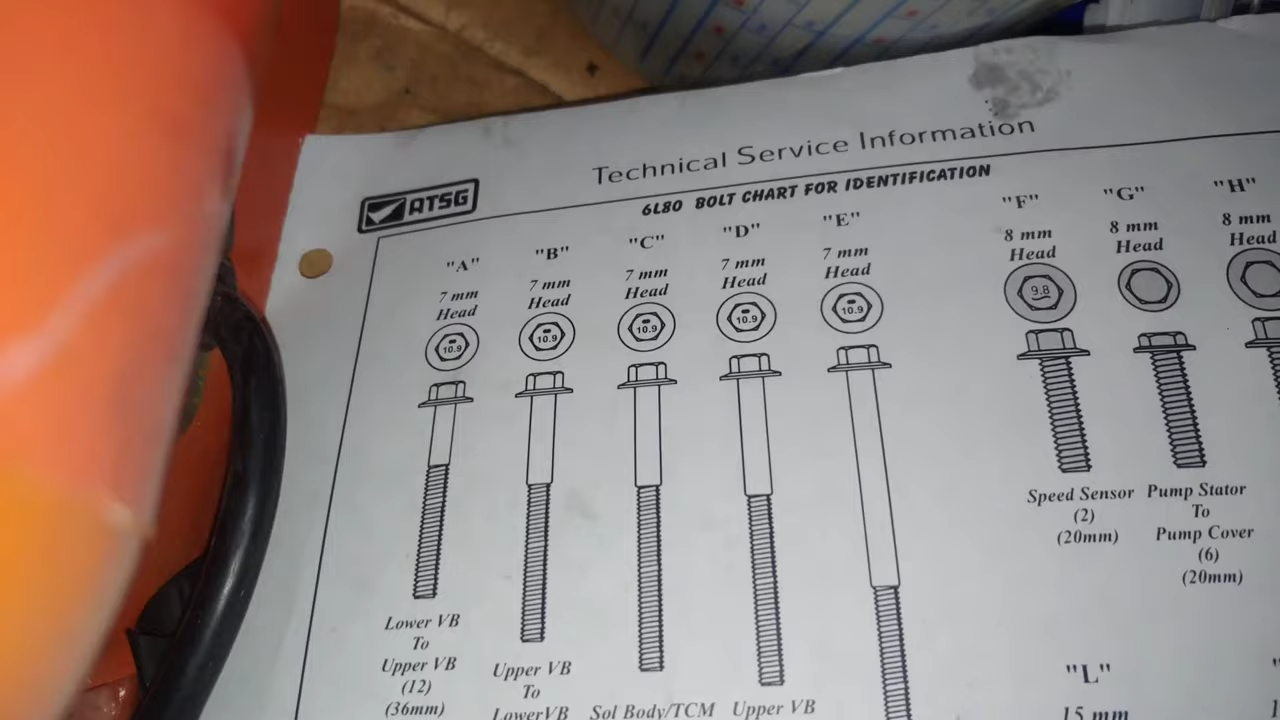 Technical Service Information
ATSG
6L80 BOLT CHART FOR IDENTIFICATION
"A"
7 mm
Head
10.9
Lower VB
To
Upper VB
(12)
(36mm)
"B"
7 mm
Head
10.9
Upper VB
To
LowerVB
"C"
7 mm
Head
10.9
Sol Body/TCM
"D"
7 mm
Head
10.9
Upper VB
"E"
7 mm
Head
10.9
"F"
8 mm
Head
9.8
Speed Sensor
(2)
(20mm)
"G"
8 mm
Head
Pump Stator
To
Pump Cover
(6)
(20mm)
"H"
8 mm
Head
"L"
15 mm